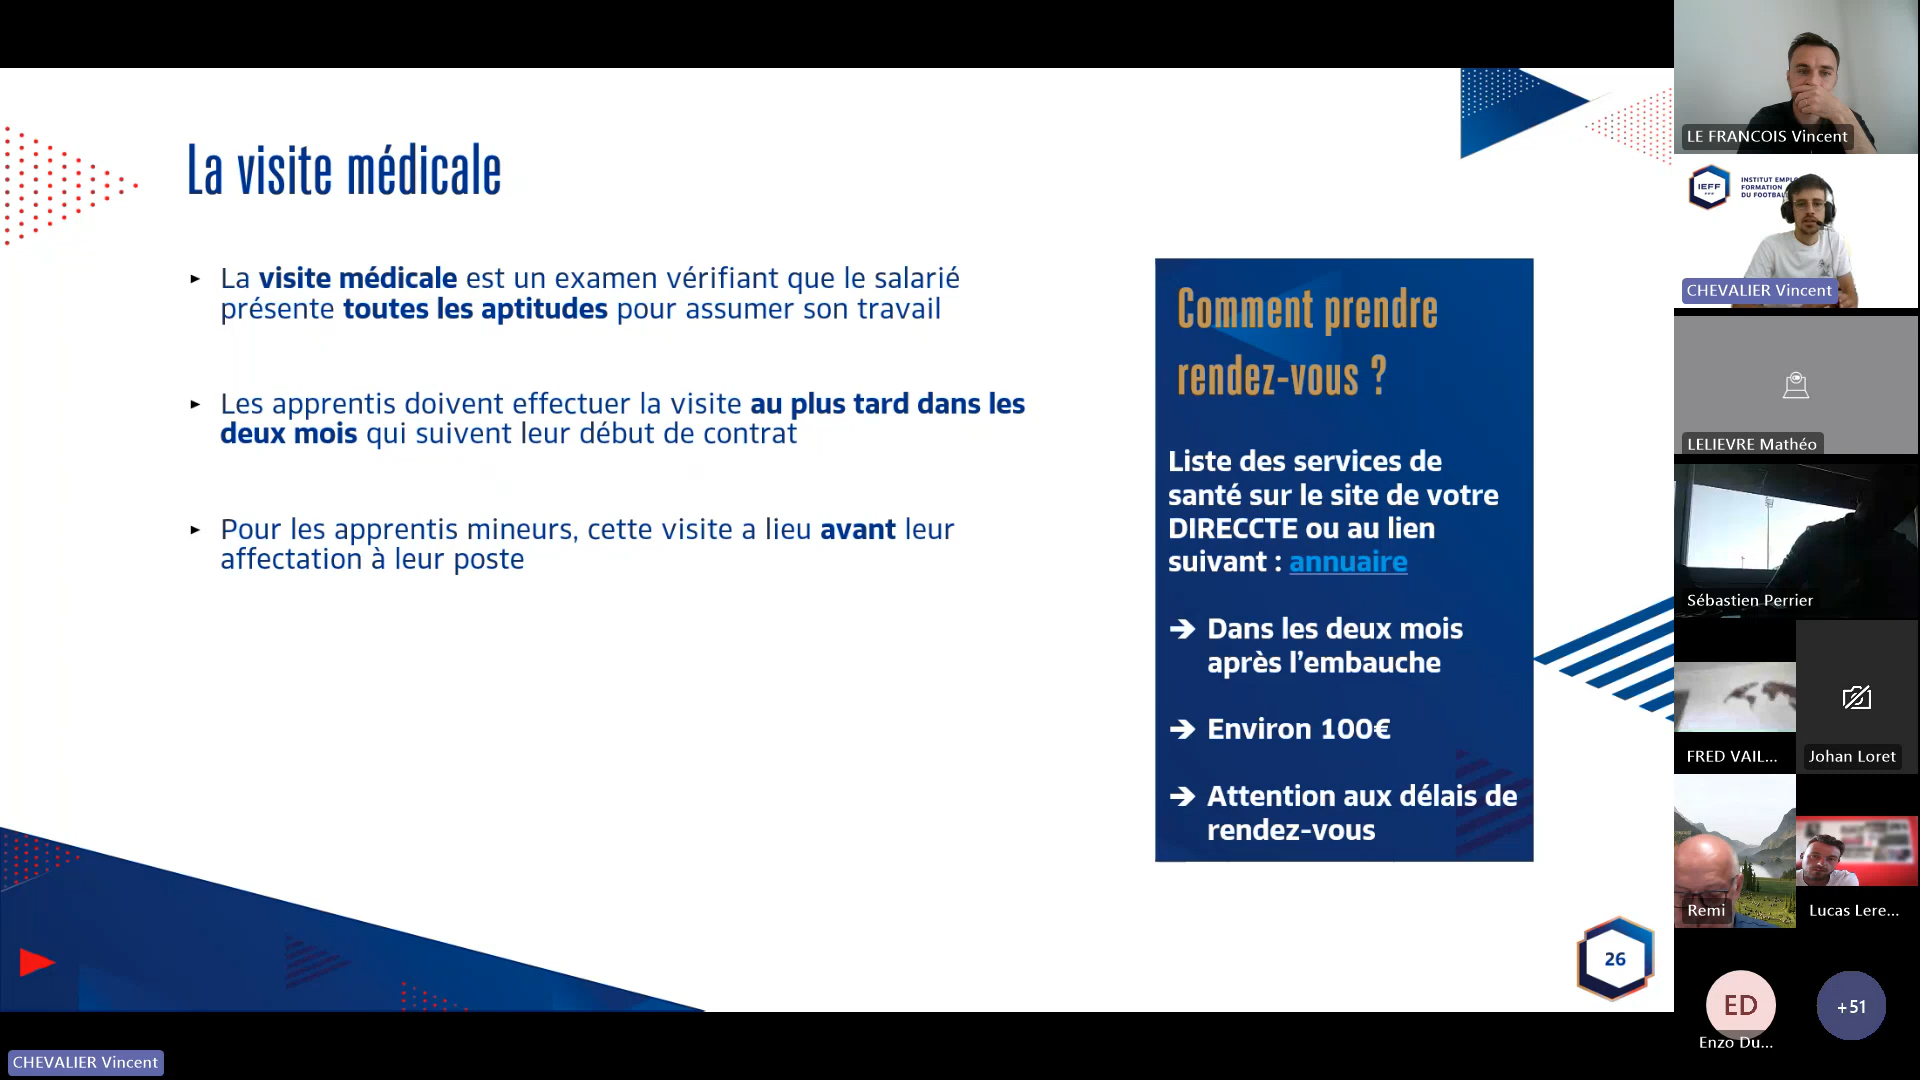 La visite médicale
La visite médicale est un examen vérifiant que le salarié
présente toutes les aptitudes pour assumer son travail
Les apprentis doivent effectuer la visite au plus tard dans les
deux mois qui suivent leur début de contrat
Pour les apprentis mineurs, cette visite a lieu avant leur
affectation à leur poste
Comment prendre
rendez-vous ?
Liste des services de
santé sur le site de votre
DIRECCTE ou au lien
suivant : annuaire
➔ Dans les deux mois
après l’embauche
➔ Environ 100€
➔ Attention aux délais de
rendez-vous
26
CHEVALIER Vincent
LE FRANCOIS Vincent
IEFF
INSTITUT EMPL
FORMATION
DU FOOTBAL
CHEVALIER Vincent
LELIEVRE Mathéo
Sébastien Perrier
FRED VAIL...
Johan Loret
Remi
Lucas Lere...
ED
Enzo Du...
+51